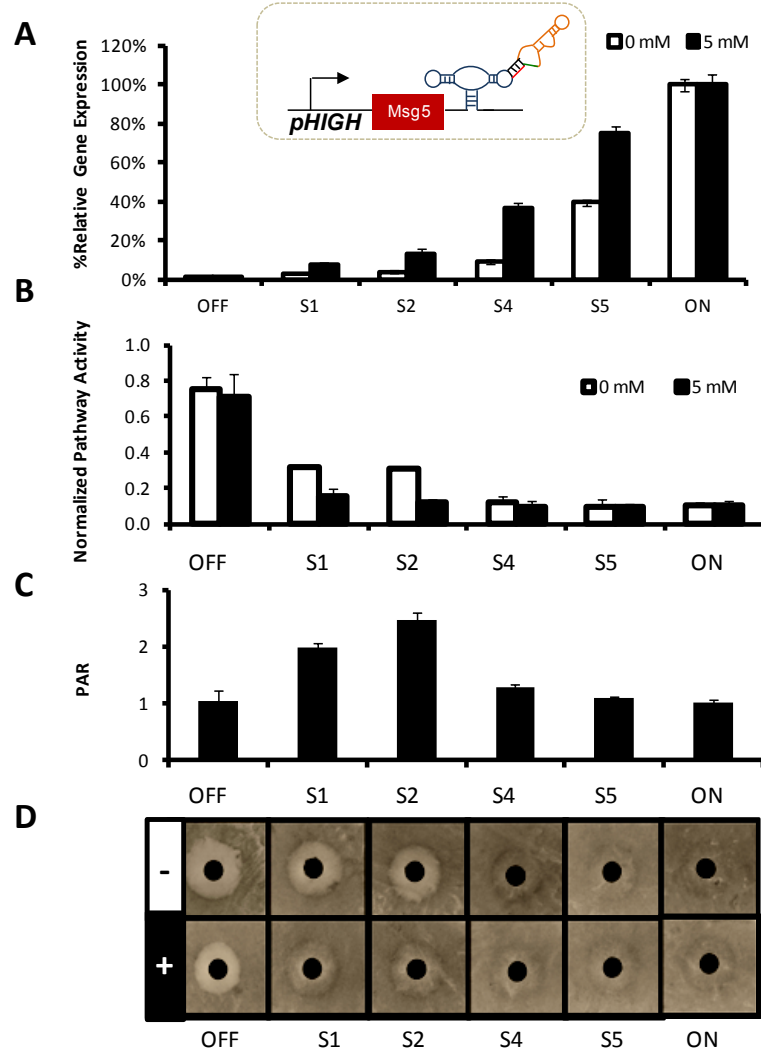 A
120%
100%
80%
60%
40%
20%
0%
%Relative Gene Expression
0 mM 5 mM
pHIGH Msg5
OFF S1 S2 S4 S5 ON
B
1.0
0.8
0.6
0.4
0.2
0.0
Normalized Pathway Activity
0 mM 5 mM
OFF S1 S2 S4 S5 ON
C
3
2
1
0
PAR
OFF S1 S2 S4 S5 ON
D
-
+
OFF S1 S2 S4 S5 ON